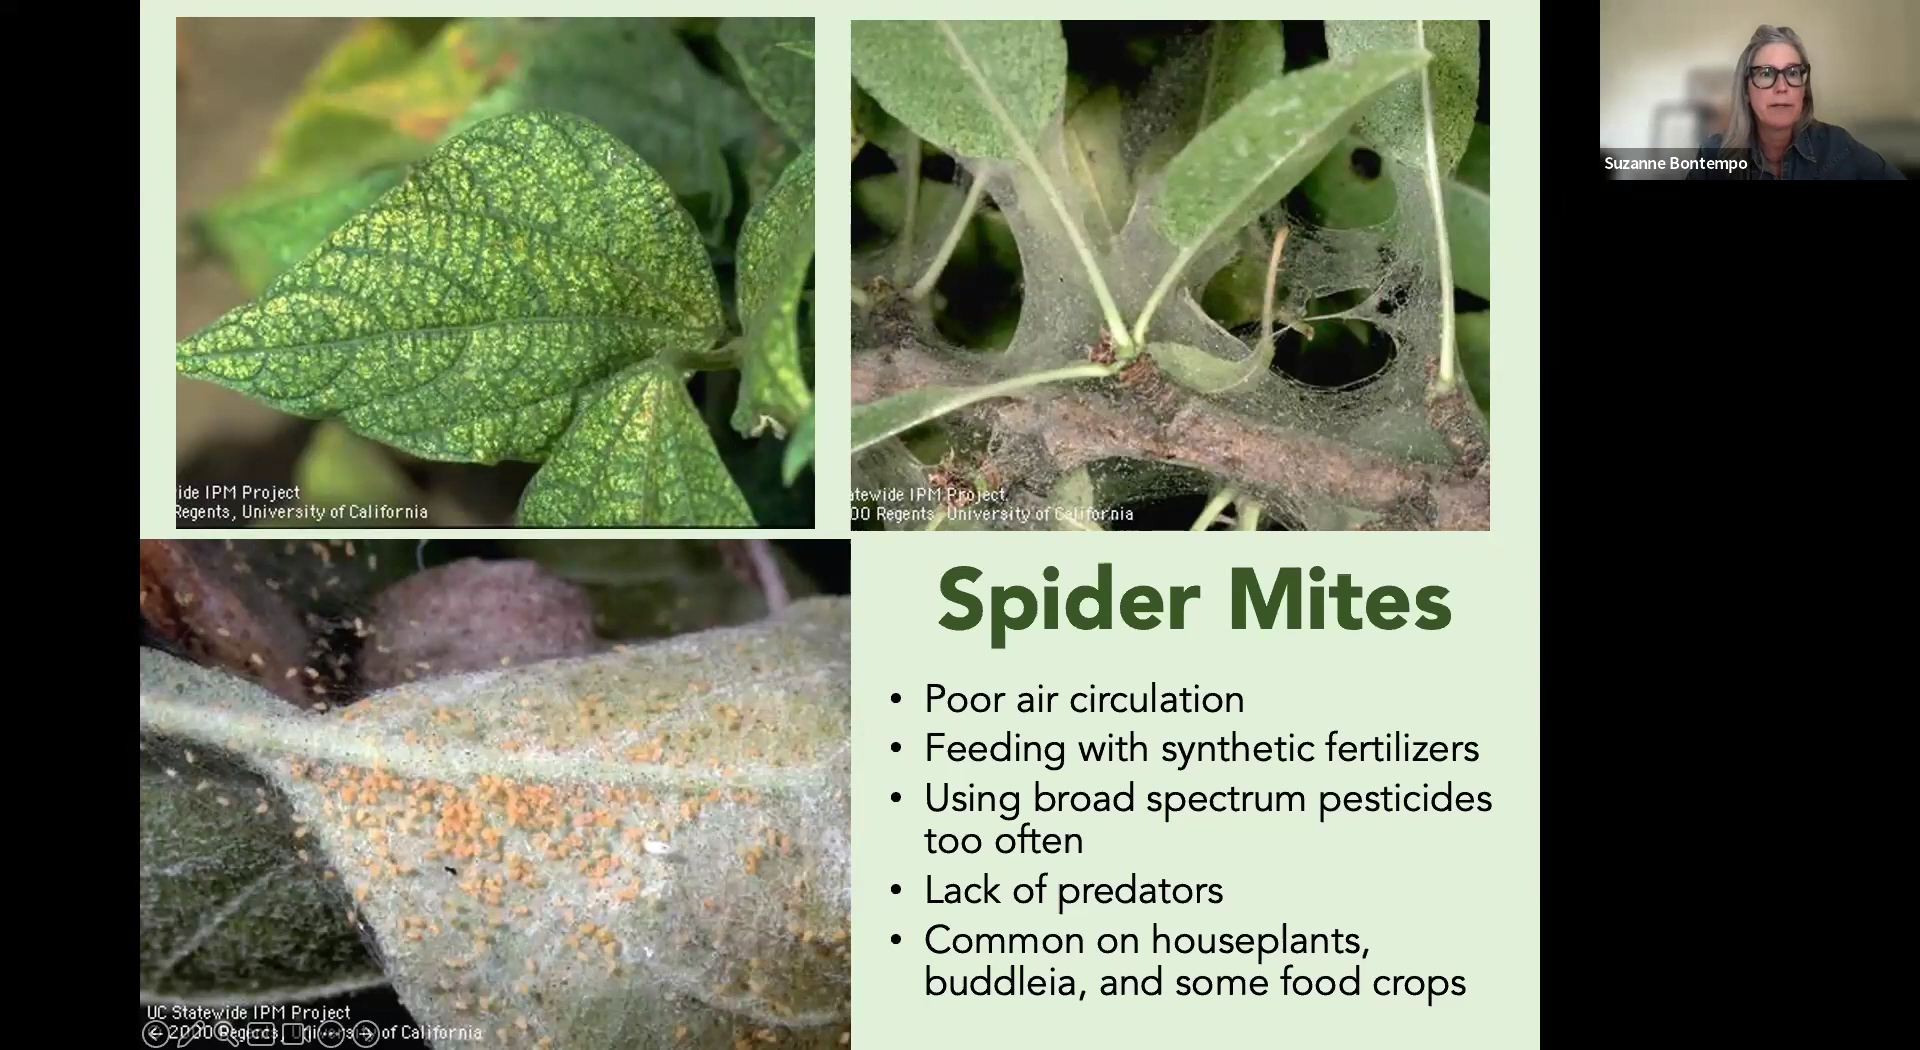 Suzanne Bontempo
ide IPM Project
Regents, University of California
atewide IPM Project
00 Regents, University of California
Spider Mites
• Poor air circulation
• Feeding with synthetic fertilizers
• Using broad spectrum pesticides
too often
• Lack of predators
• Common on houseplants,
buddleia, and some food crops
UC Statewide IPM Project
2000 Regents, University of California